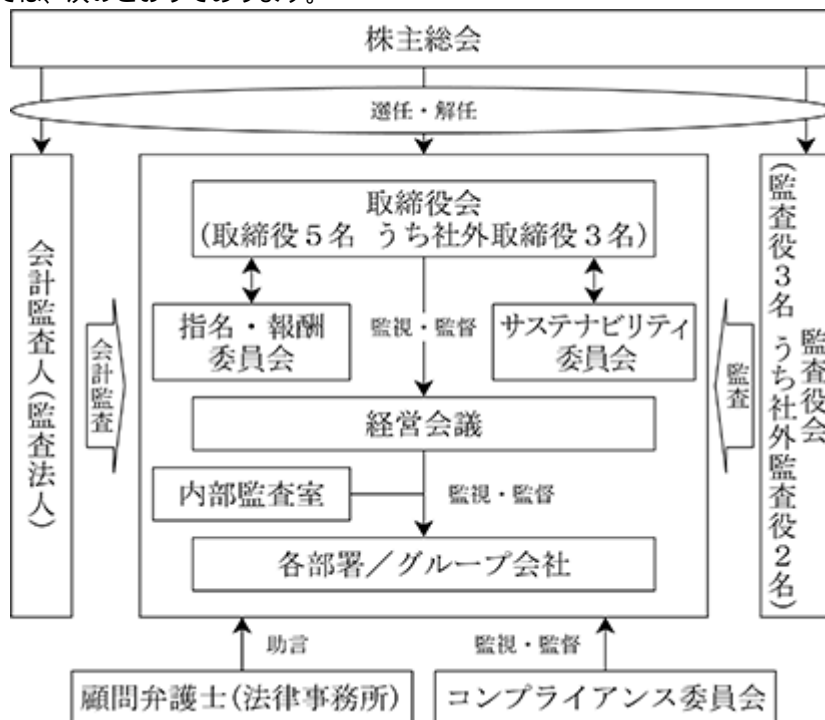 では、次のとおりであります。
株主総会
選任・解任
取締役会
(取締役5名 うち社外取締役3名)
指名・報酬
委員会
監視・監督
サステナビリティ
委員会
会計監査人(監査法人)
会計監査
監査
監査役会
(監査役3名 うち社外監査役2名)
経営会議
内部監査室
監視・監督
各部署/グループ会社
助言
監視・監督
顧問弁護士(法律事務所)
コンプライアンス委員会